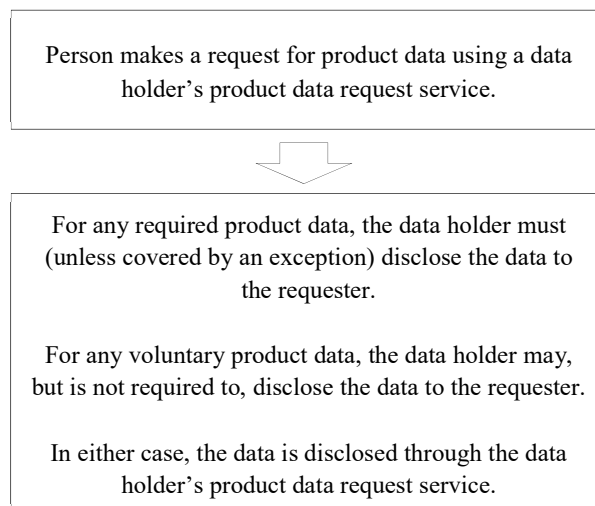 Person makes a request for product data using a data
holder’s product data request service.
For any required product data, the data holder must
(unless covered by an exception) disclose the data to
the requester.
For any voluntary product data, the data holder may,
but is not required to, disclose the data to the requester.
In either case, the data is disclosed through the data
holder’s product data request service.